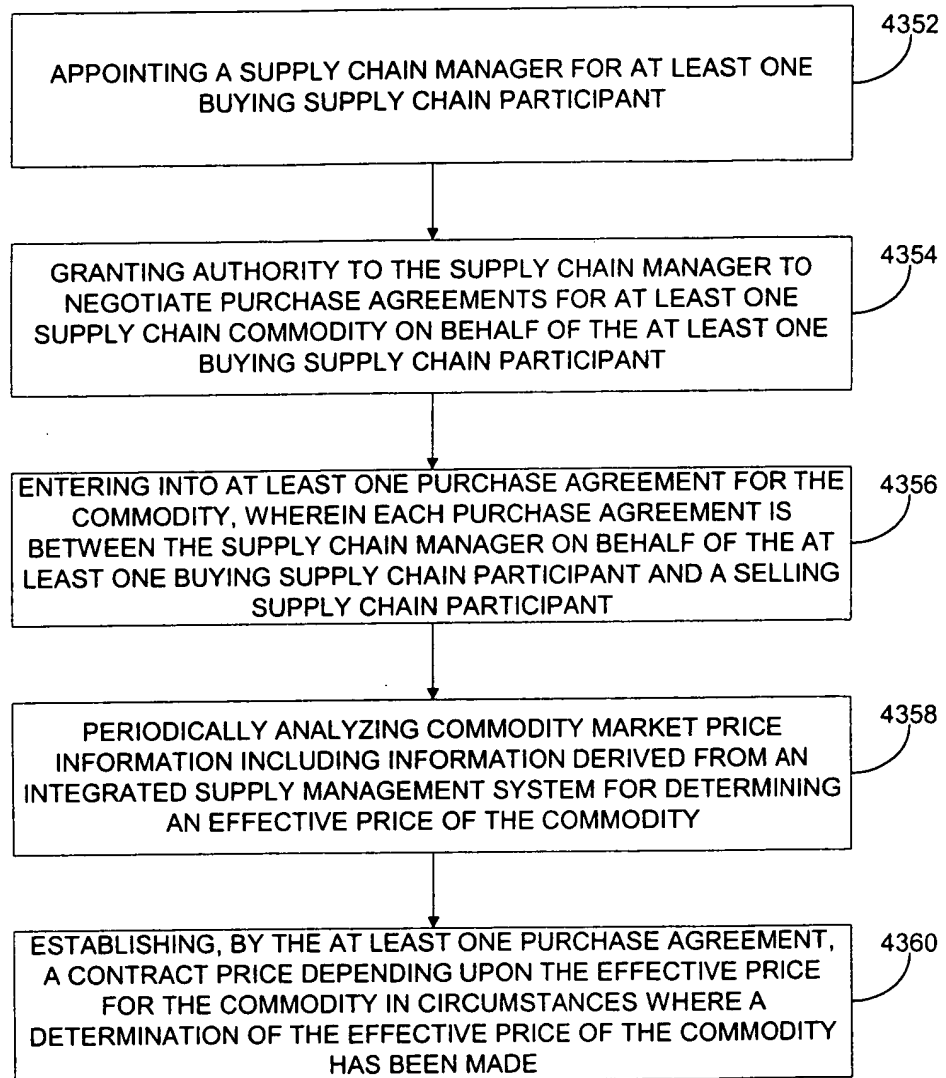 4352
APPOINTING A SUPPLY CHAIN MANAGER FOR AT LEAST ONE
BUYING SUPPLY CHAIN PARTICIPANT
4354
GRANTING AUTHORITY TO THE SUPPLY CHAIN MANAGER TO
NEGOTIATE PURCHASE AGREEMENTS FOR AT LEAST ONE
SUPPLY CHAIN COMMODITY ON BEHALF OF THE AT LEAST ONE
BUYING SUPPLY CHAIN PARTICIPANT
4356
ENTERING INTO AT LEAST ONE PURCHASE AGREEMENT FOR THE
COMMODITY, WHEREIN EACH PURCHASE AGREEMENT IS
BETWEEN THE SUPPLY CHAIN MANAGER ON BEHALF OF THE AT
LEAST ONE BUYING SUPPLY CHAIN PARTICIPANT AND A SELLING
SUPPLY CHAIN PARTICIPANT
4358
PERIODICALLY ANALYZING COMMODITY MARKET PRICE
INFORMATION INCLUDING INFORMATION DERIVED FROM AN
INTEGRATED SUPPLY MANAGEMENT SYSTEM FOR DETERMINING
AN EFFECTIVE PRICE OF THE COMMODITY
4360
ESTABLISHING, BY THE AT LEAST ONE PURCHASE AGREEMENT,
A CONTRACT PRICE DEPENDING UPON THE EFFECTIVE PRICE
FOR THE COMMODITY IN CIRCUMSTANCES WHERE A
DETERMINATION OF THE EFFECTIVE PRICE OF THE COMMODITY
HAS BEEN MADE